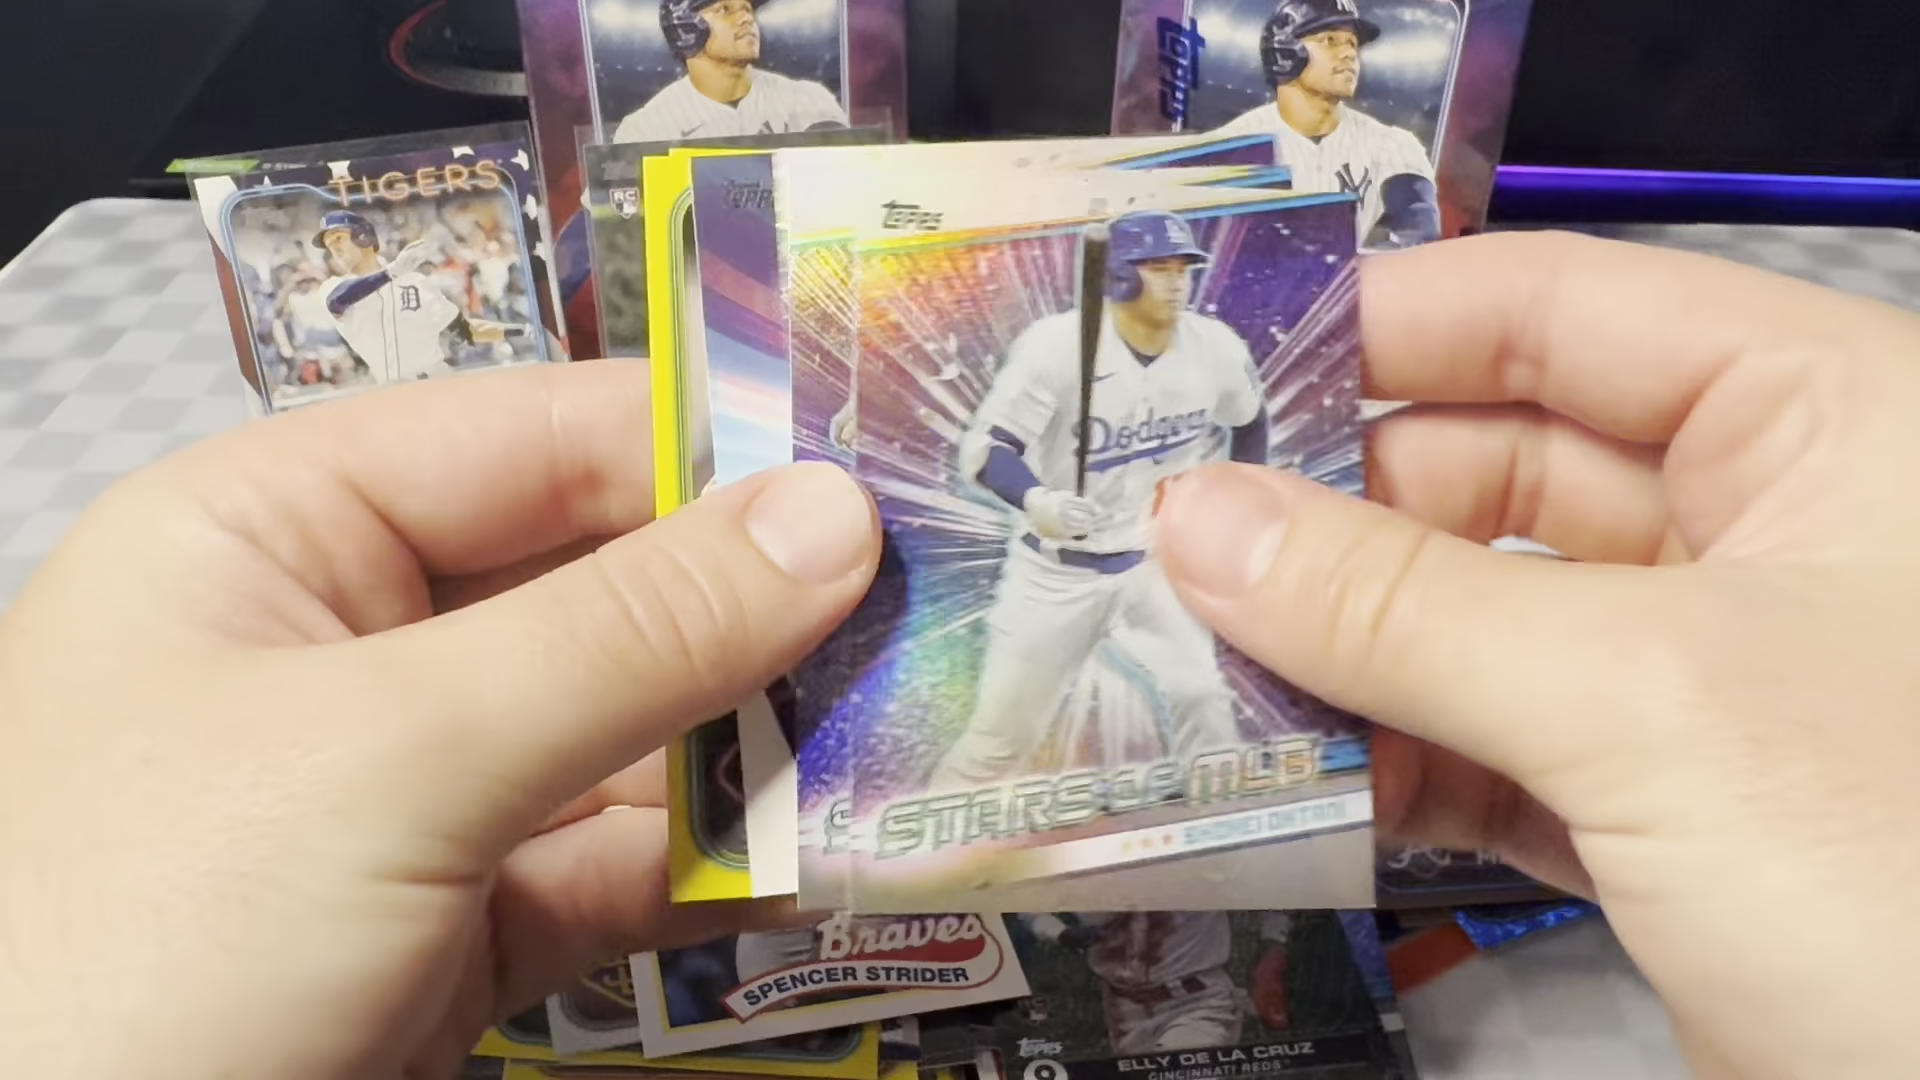 topps
TIGERS
RC
topps
topps
Dodgers
STARS OF MLB
SHOHEI OHTANI
Braves
SPENCER STRIDER
topps
ELLY DE LA CRUZ
CINCINNATI REDS